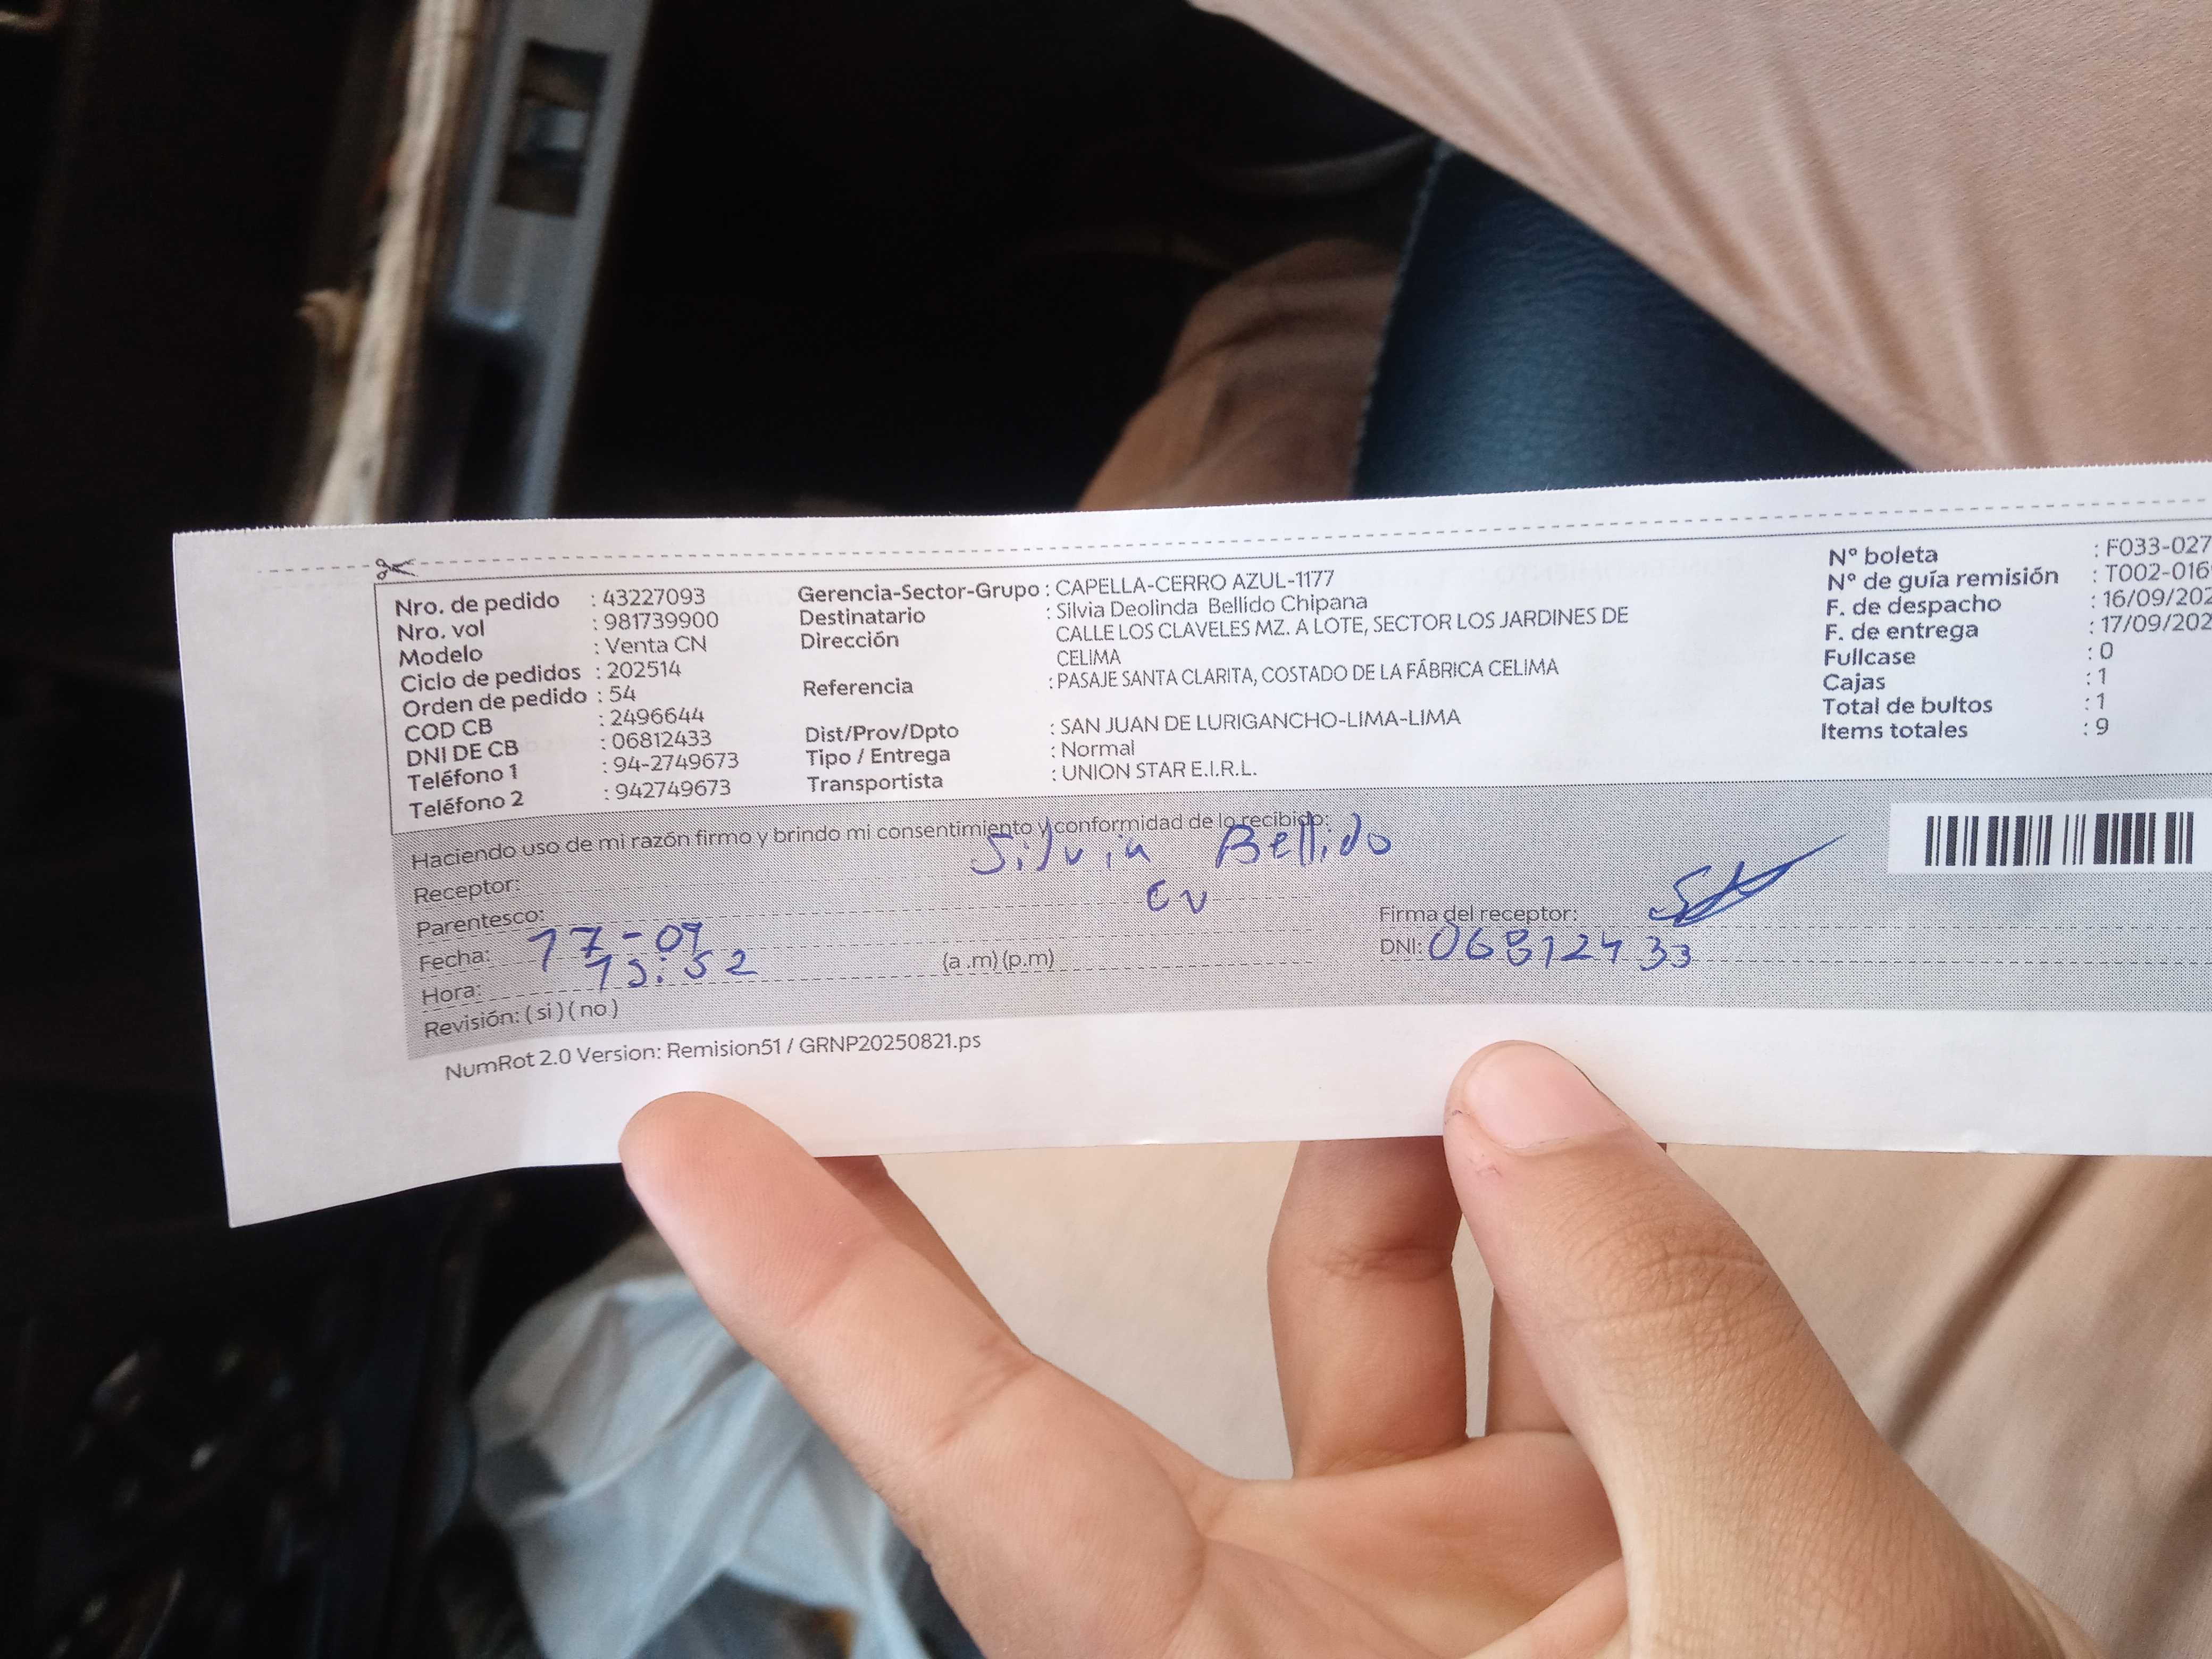 Nro. de pedido : 43227093
Nro. vol : 981739900
Modelo : Venta CN
Ciclo de pedidos : 202514
Orden de pedido : 54
COD CB : 2496644
DNI DE CB : 06812433
Teléfono 1 : 94-2749673
Teléfono 2 : 942749673
Gerencia-Sector-Grupo : CAPELLA-CERRO AZUL-1177
Destinatario : Silvia Deolinda Bellido Chipana
Dirección CALLE LOS CLAVELES MZ. A LOTE, SECTOR LOS JARDINES DE
CELIMA
Referencia : PASAJE SANTA CLARITA, COSTADO DE LA FÁBRICA CELIMA
Dist/Prov/Dpto : SAN JUAN DE LURIGANCHO-LIMA-LIMA
Tipo / Entrega : Normal
Transportista : UNION STAR E.I.R.L.
N° boleta : F033-027
N° de guía remisión : T002-016
F. de despacho : 16/09/202
F. de entrega : 17/09/202
Fullcase : 0
Cajas : 1
Total de bultos : 1
Items totales : 9
Haciendo uso de mi razón firmo y brindo mi consentimiento y conformidad de lo recibido:
Receptor: Silvia Bellido
Parentesco:
Fecha: 17-09
Hora: 15:52 (a .m) (p.m)
Revisión: ( si ) ( no )
Firma del receptor:
DNI: 06812433
NumRot 2.0 Version: Remision51 / GRNP20250821.ps